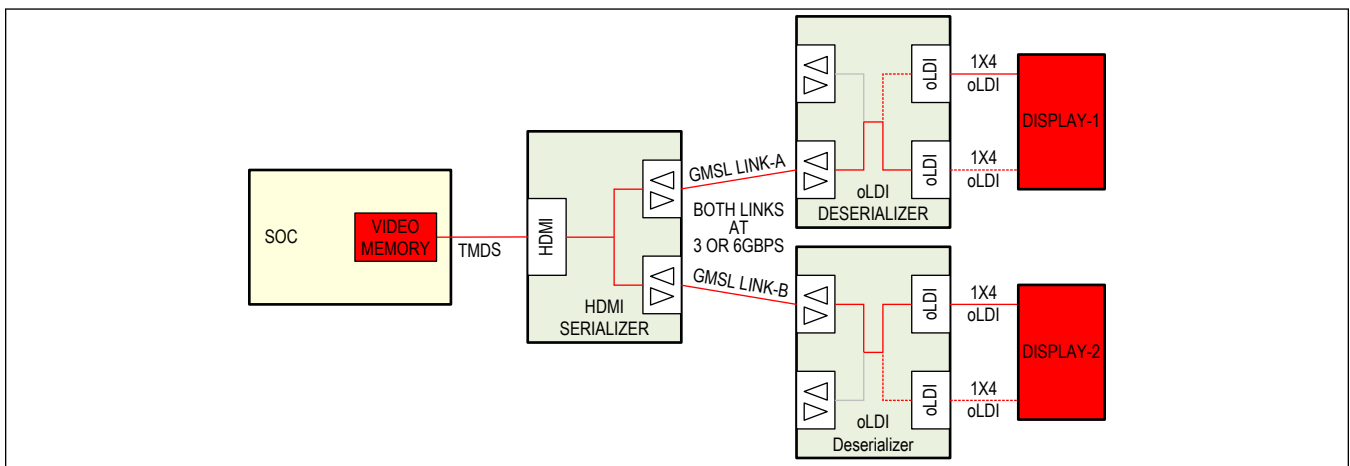 SOC
VIDEO
MEMORY
TMDS
HDMI
HDMI
SERIALIZER
GMSL LINK-A
BOTH LINKS
AT
3 OR 6GBPS
GMSL LINK-B
oLDI
oLDI
oLDI
DESERIALIZER
1X4
oLDI
1X4
oLDI
DISPLAY-1
oLDI
oLDI
oLDI
Deserializer
1X4
oLDI
1X4
oLDI
DISPLAY-2